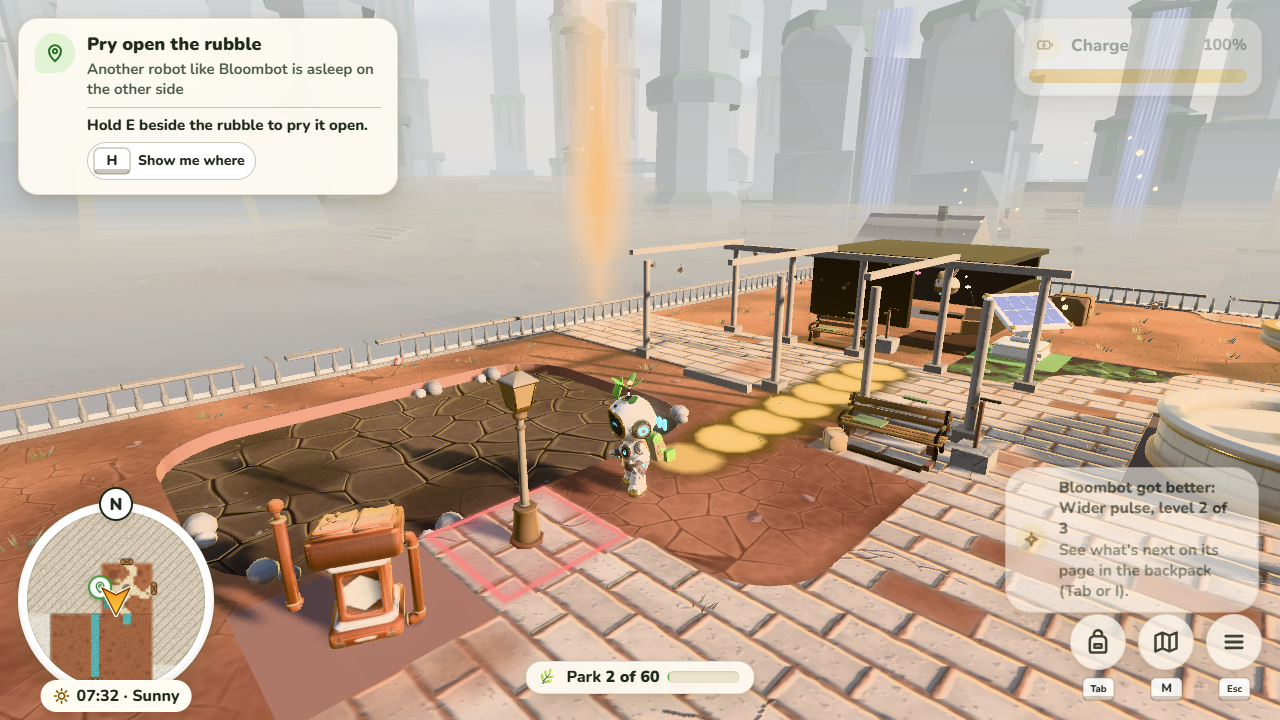 Pry open the rubble
Another robot like Bloombot is asleep on
the other side
Hold E beside the rubble to pry it open.
H Show me where
Charge 100%
N
07:32 · Sunny
Park 2 of 60
Bloombot got better:
Wider pulse, level 2 of
3
See what's next on its
page in the backpack
(Tab or I).
Tab M Esc